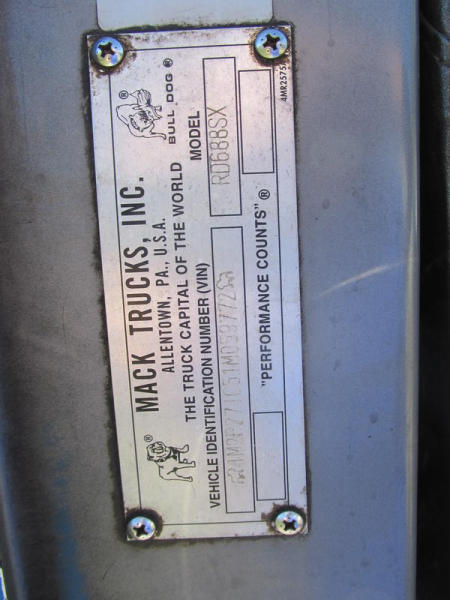 MACK TRUCKS, INC.
ALLENTOWN, PA., U.S.A.
THE TRUCK CAPITAL OF THE WORLD
BULL DOG ®
VEHICLE IDENTIFICATION NUMBER (VIN)
MODEL
RD688SX
"PERFORMANCE COUNTS" ®